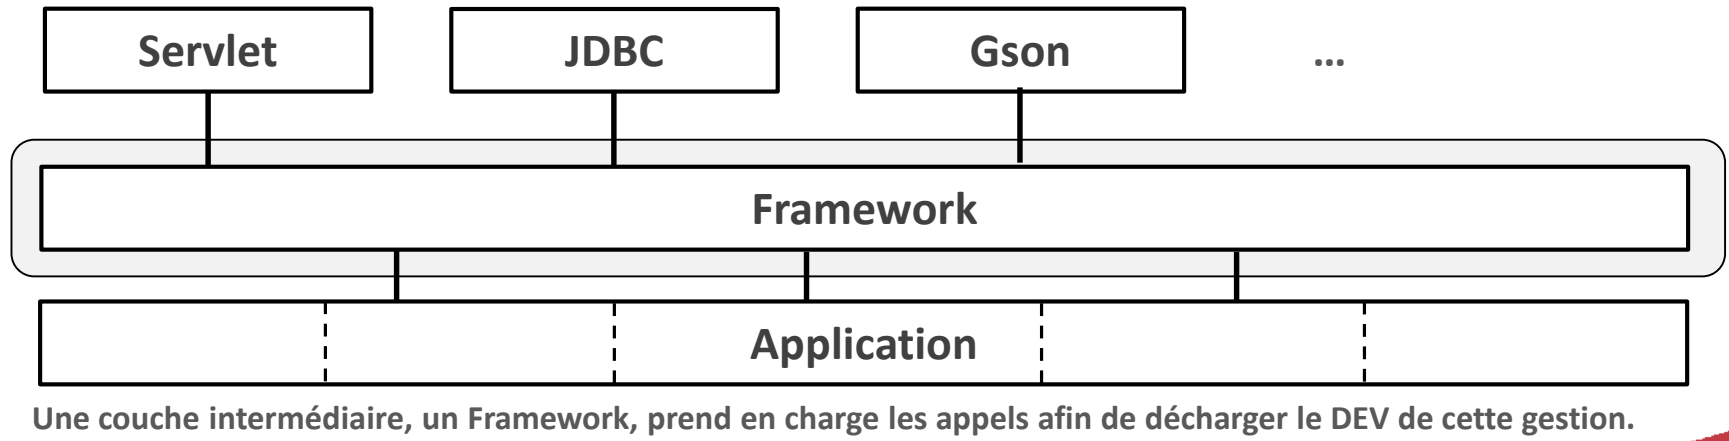 Servlet
JDBC
Gson
...
Framework
Application
Une couche intermédiaire, un Framework, prend en charge les appels afin de décharger le DEV de cette gestion.